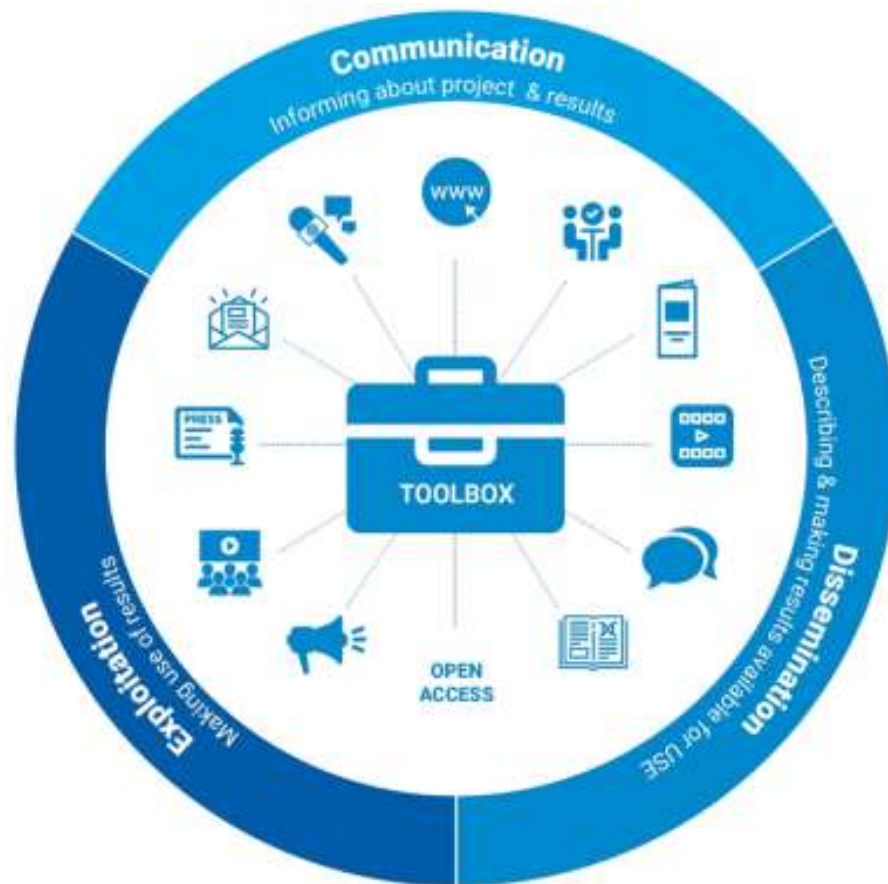 Communication
Informing about project & results
www
PRESS
TOOLBOX
OPEN
ACCESS
Dissemination
Describing & making results available for USE
Exploitation
Making use of results